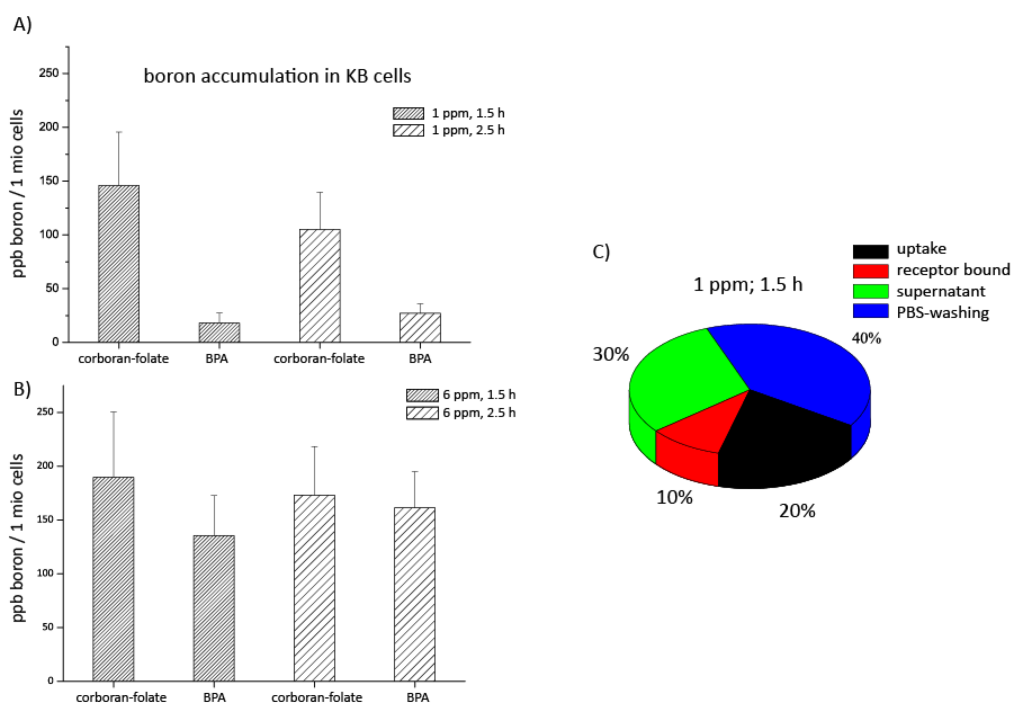 A)
boron accumulation in KB cells
1 ppm, 1.5 h
1 ppm, 2.5 h
ppb boron / 1 mio cells
250
200
150
100
50
0
corboran-folate BPA corboran-folate BPA
B)
6 ppm, 1.5 h
6 ppm, 2.5 h
ppb boron / 1 mio cells
250
200
150
100
50
0
corboran-folate BPA corboran-folate BPA
C)
uptake
receptor bound
supernatant
PBS-washing
1 ppm; 1.5 h
40%
30%
10%
20%